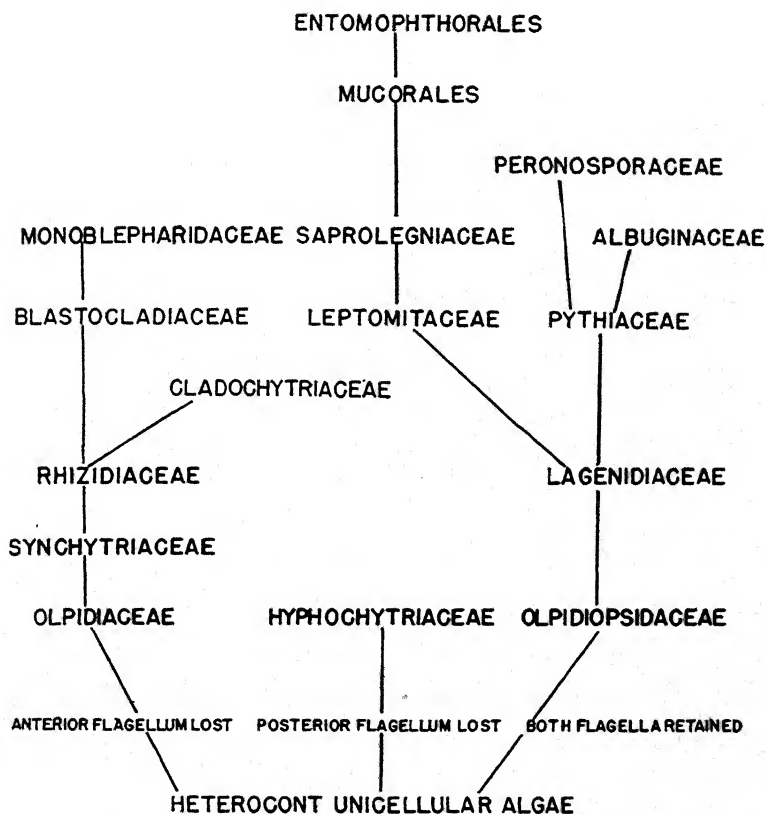 ENTOMOPHTHORALES
MUCORALES
PERONOSPORACEAE
MONOBLEPHARIDACEAE SAPROLEGNIACEAE ALBUGINACEAE
BLASTOCLADIACEAE LEPTOMITACEAE PYTHIACEAE
CLADOCHYTRIACEAE
RHIZIDIACEAE LAGENIDIACEAE
SYNCHYTRIACEAE
OLPIDIACEAE HYPHOCHYTRIACEAE OLPIDIOPSIDACEAE
ANTERIOR FLAGELLUM LOST POSTERIOR FLAGELLUM LOST BOTH FLAGELLA RETAINED
HETEROCONT UNICELLULAR ALGAE